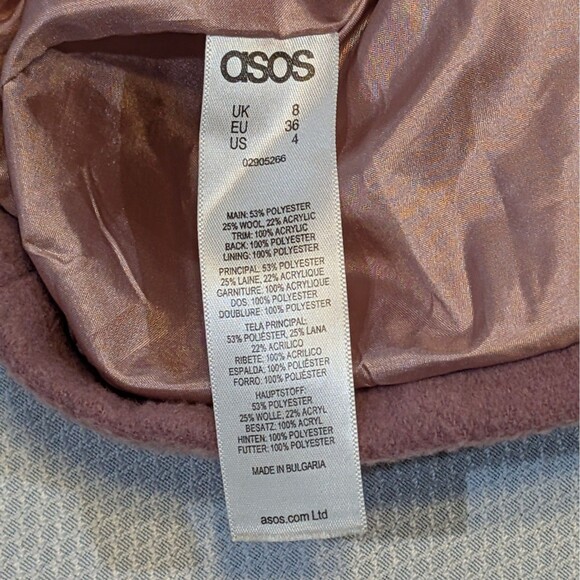 asos
UK 8
EU 36
US 4
02905266
MAIN: 53% POLYESTER
25% WOOL, 22% ACRYLIC
TRIM: 100% ACRYLIC
BACK: 100% POLYESTER
LINING: 100% POLYESTER
PRINCIPAL: 53% POLYESTER
25% LAINE, 22% ACRYLIQUE
GARNITURE: 100% ACRYLIQUE
DOS: 100% POLYESTER
DOUBLURE: 100% POLYESTER
TELA PRINCIPAL:
53% POLIÉSTER, 25% LANA
22% ACRILICO
RIBETE: 100% ACRILICO
ESPALDA: 100% POLIÉSTER
FORRO: 100% POLIÉSTER
HAUPTSTOFF:
53% POLYESTER
25% WOLLE, 22% ACRYL
BESATZ: 100% ACRYL
HINTEN: 100% POLYESTER
FUTTER: 100% POLYESTER
MADE IN BULGARIA
asos.com Ltd